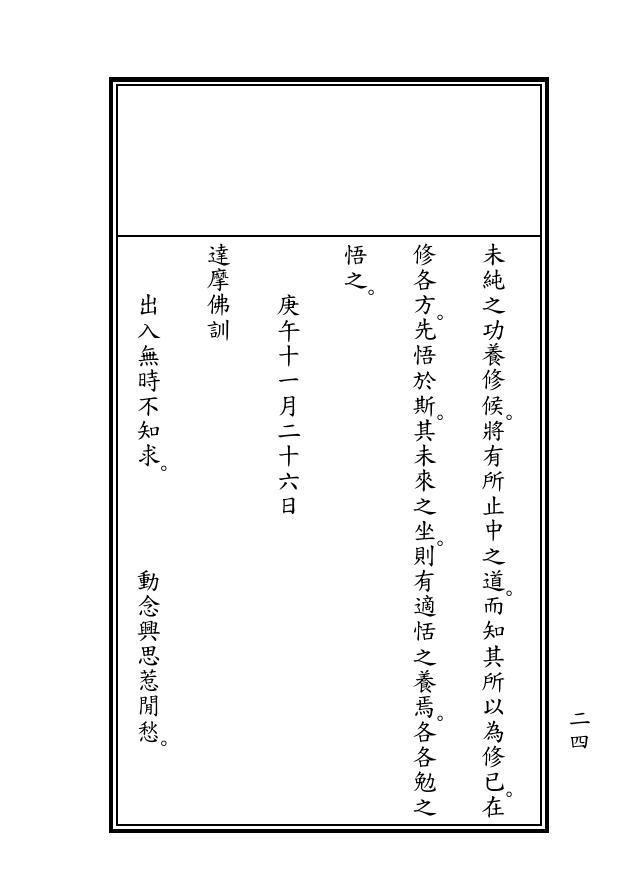 未純之功養修候。將有所止中之道。而知其所以為修已。在
修各方。先悟於斯。其未來之坐。則有適恬之養焉。各各勉之
悟之。
庚午十一月二十六日
達摩佛訓
出入無時不知求。　動念興思惹閒愁。
二四